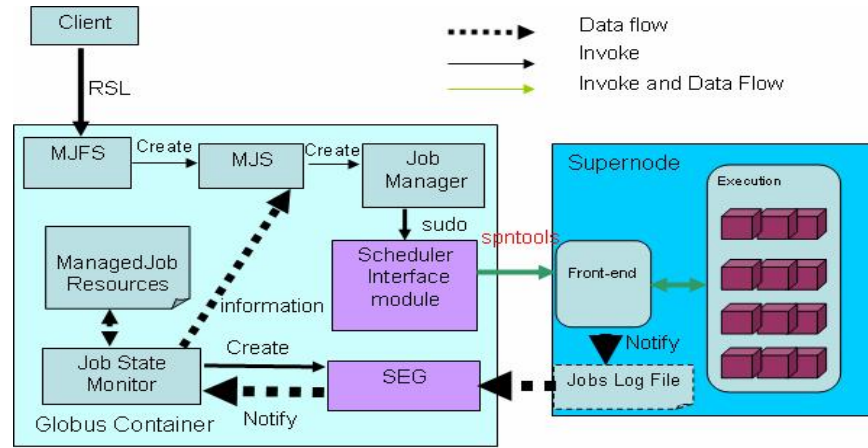 Client
Data flow
Invoke
Invoke and Data Flow
RSL
MJFS
Create
MJS
Create
Job
Manager
Supernode
Execution
sudo
spntools
ManagedJob
Resources
information
Scheduler
Interface
module
Front-end
Create
Notify
Job State
Monitor
SEG
Jobs Log File
Notify
Globus Container